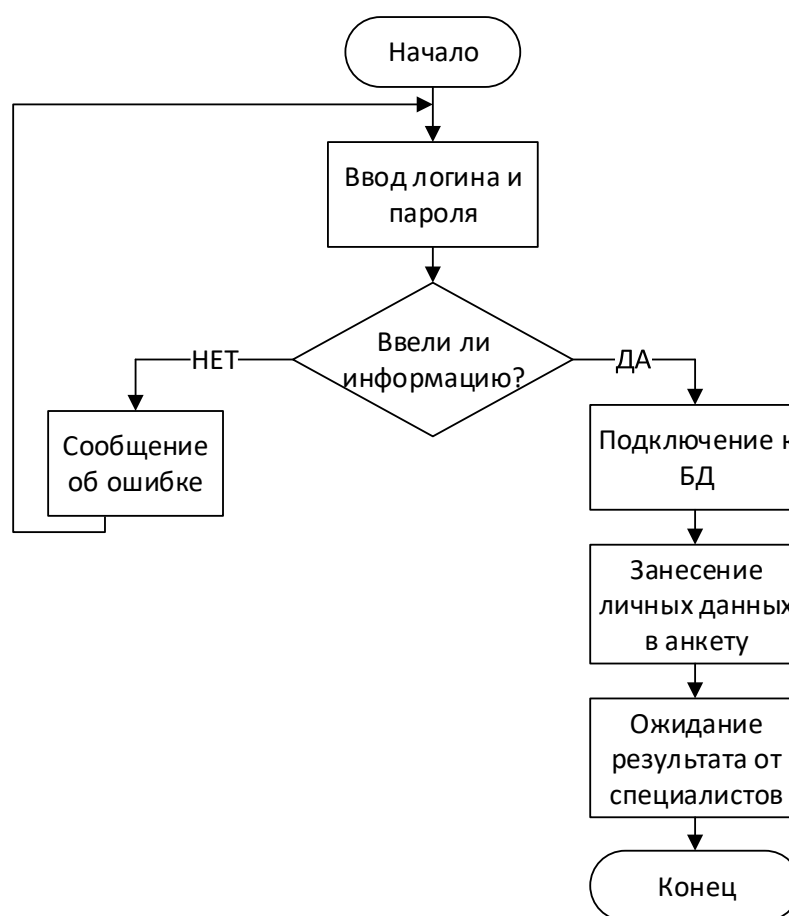 Начало
Ввод логина и
пароля
Ввели ли
информацию?
НЕТ
ДА
Сообщение
об ошибке
Подключение к
БД
Занесение
личных данных
в анкету
Ожидание
результата от
специалистов
Конец